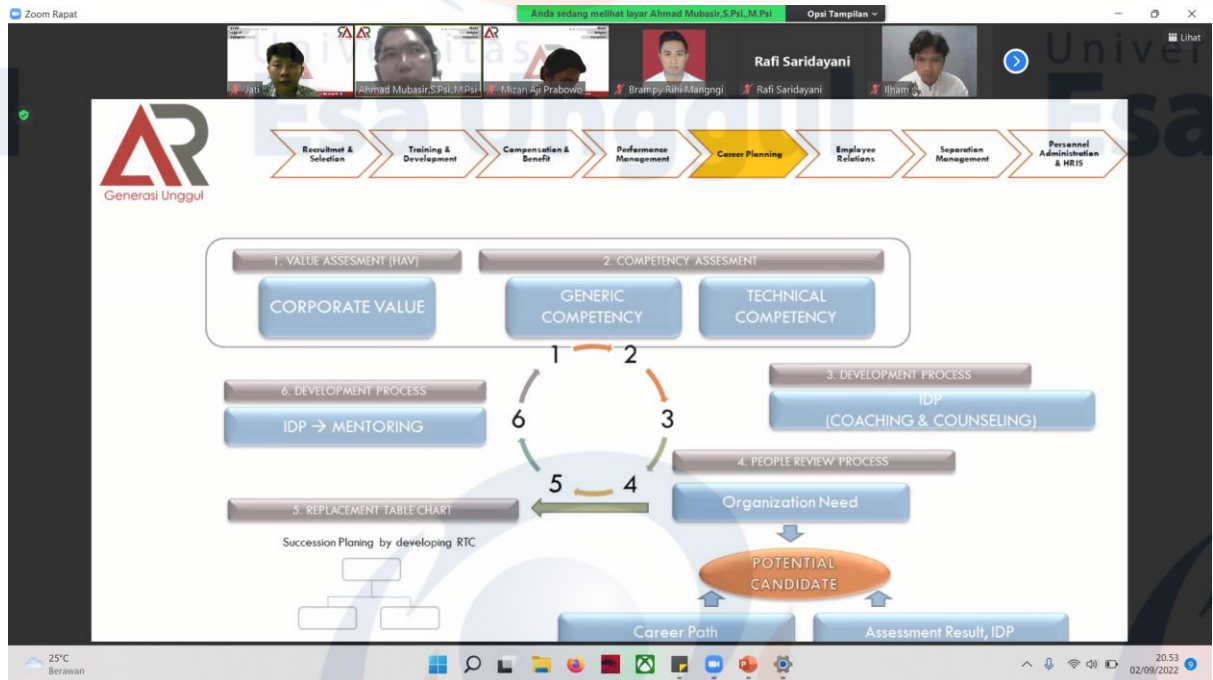 Zoom Rapat
Anda sedang melihat layar Ahmad Mubasir,S.Psi.,M.Psi
Opsi Tampilan
Lihat
Jati
Ahmad Mubasir,S.Psi.,M.Psi
Mizan Aji Prabowo
Brampy Rihi Mangngi
Rafi Saridayani
Rafi Saridayani
Ilham
Universitas
Esa Unggul
Univer
Esa
AR
Generasi Unggul
Recruitmet &
Selection
Training &
Development
Compensation &
Benefit
Performance
Management
Career Planning
Employee
Relations
Separation
Management
Personnel
Administration
& HRIS
1. VALUE ASSESMENT (HAV)
CORPORATE VALUE
2. COMPETENCY ASSESMENT
GENERIC
COMPETENCY
TECHNICAL
COMPETENCY
1
2
3
4
5
6
3. DEVELOPMENT PROCESS
IDP
(COACHING & COUNSELING)
4. PEOPLE REVIEW PROCESS
Organization Need
POTENTIAL
CANDIDATE
Career Path
Assessment Result, IDP
5. REPLACEMENT TABLE CHART
Succession Planing by developing RTC
6. DEVELOPMENT PROCESS
IDP → MENTORING
25°C
Berawan
20.53
02/09/2022